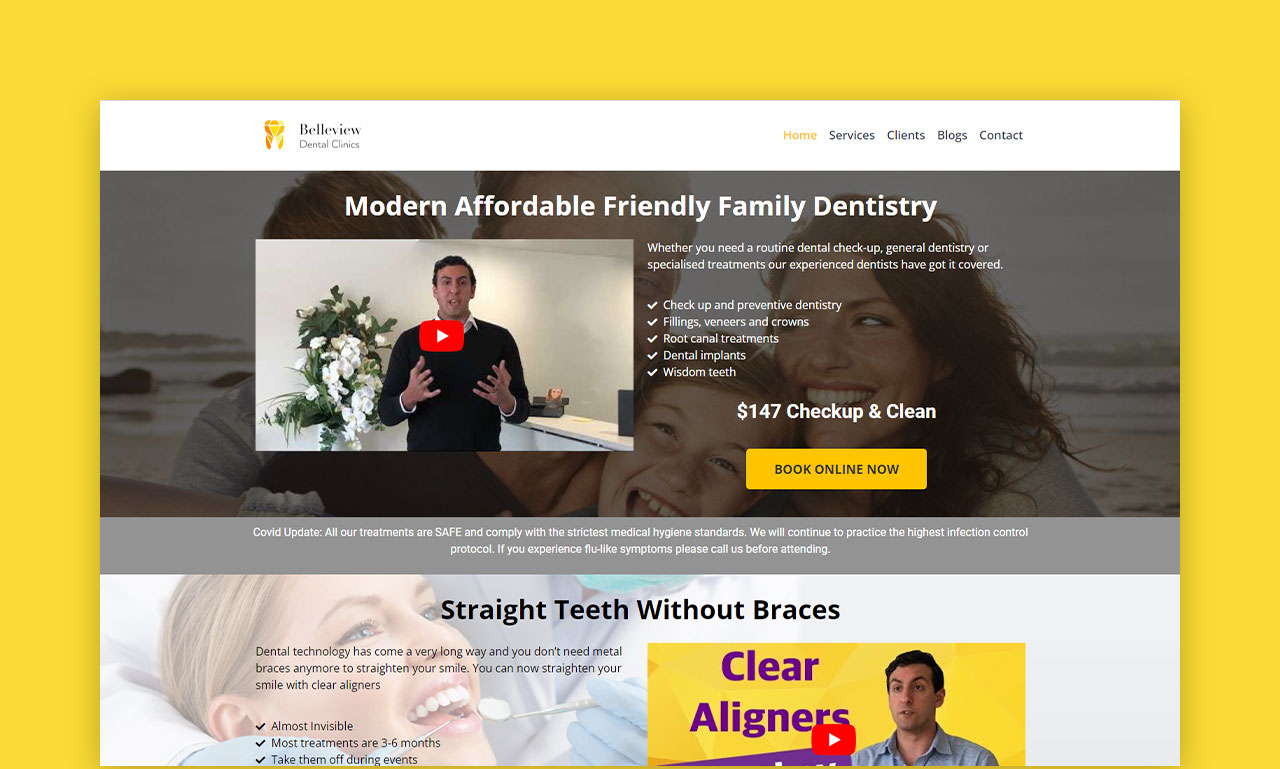 Belleview
Dental Clinics
Home Services Clients Blogs Contact
Modern Affordable Friendly Family Dentistry
Whether you need a routine dental check-up, general dentistry or
specialised treatments our experienced dentists have got it covered.
Check up and preventive dentistry
Fillings, veneers and crowns
Root canal treatments
Dental implants
Wisdom teeth
$147 Checkup & Clean
BOOK ONLINE NOW
Covid Update: All our treatments are SAFE and comply with the strictest medical hygiene standards. We will continue to practice the highest infection control
protocol. If you experience flu-like symptoms please call us before attending.
Straight Teeth Without Braces
Dental technology has come a very long way and you don’t need metal
braces anymore to straighten your smile. You can now straighten your
smile with clear aligners
Almost Invisible
Most treatments are 3-6 months
Take them off during events
Clear
Aligners